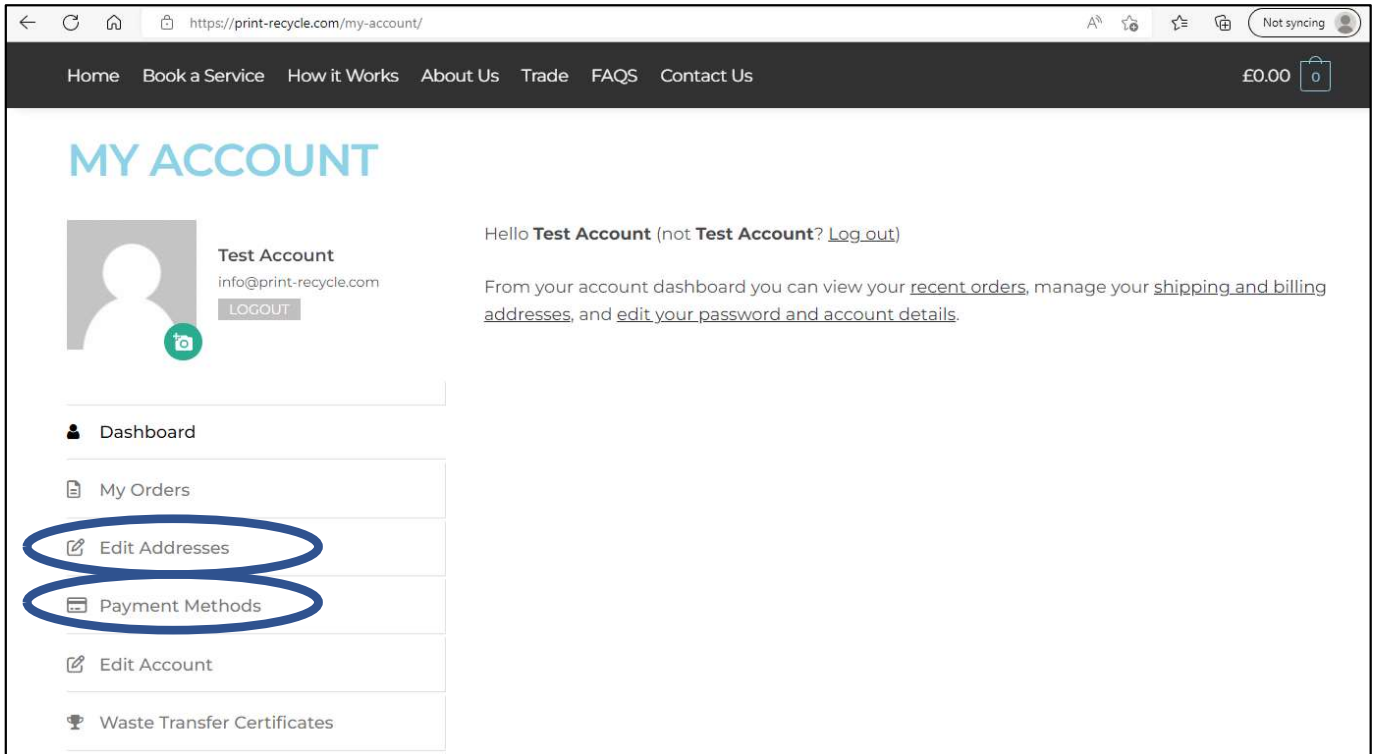 https://print-recycle.com/my-account/
Not syncing
Home Book a Service How it Works About Us Trade FAQS Contact Us £0.00 0
MY ACCOUNT
Test Account
info@print-recycle.com
LOGOUT
Hello Test Account (not Test Account? Log out)
From your account dashboard you can view your recent orders, manage your shipping and billing
addresses, and edit your password and account details.
Dashboard
My Orders
Edit Addresses
Payment Methods
Edit Account
Waste Transfer Certificates